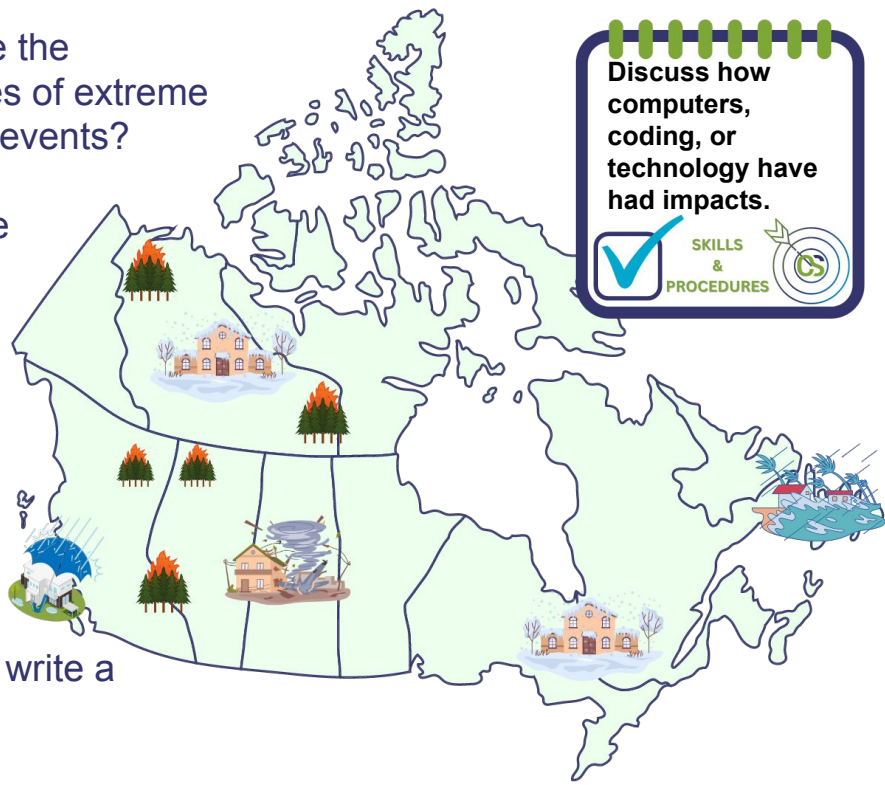 e the
es of extreme
events?
e
write a
Discuss how
computers,
coding, or
technology have
had impacts.
SKILLS
&
PROCEDURES
CS